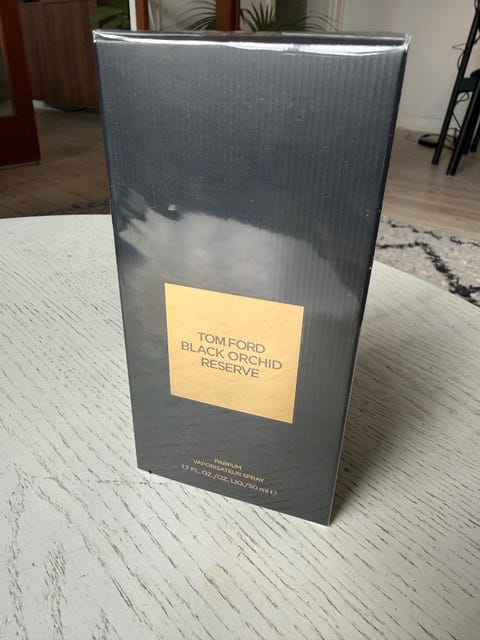 TOM FORD
BLACK ORCHID
RESERVE
PARFUM
VAPORISATEUR SPRAY
1.7 FL. OZ./OZ. LIQ./50 ml ℮